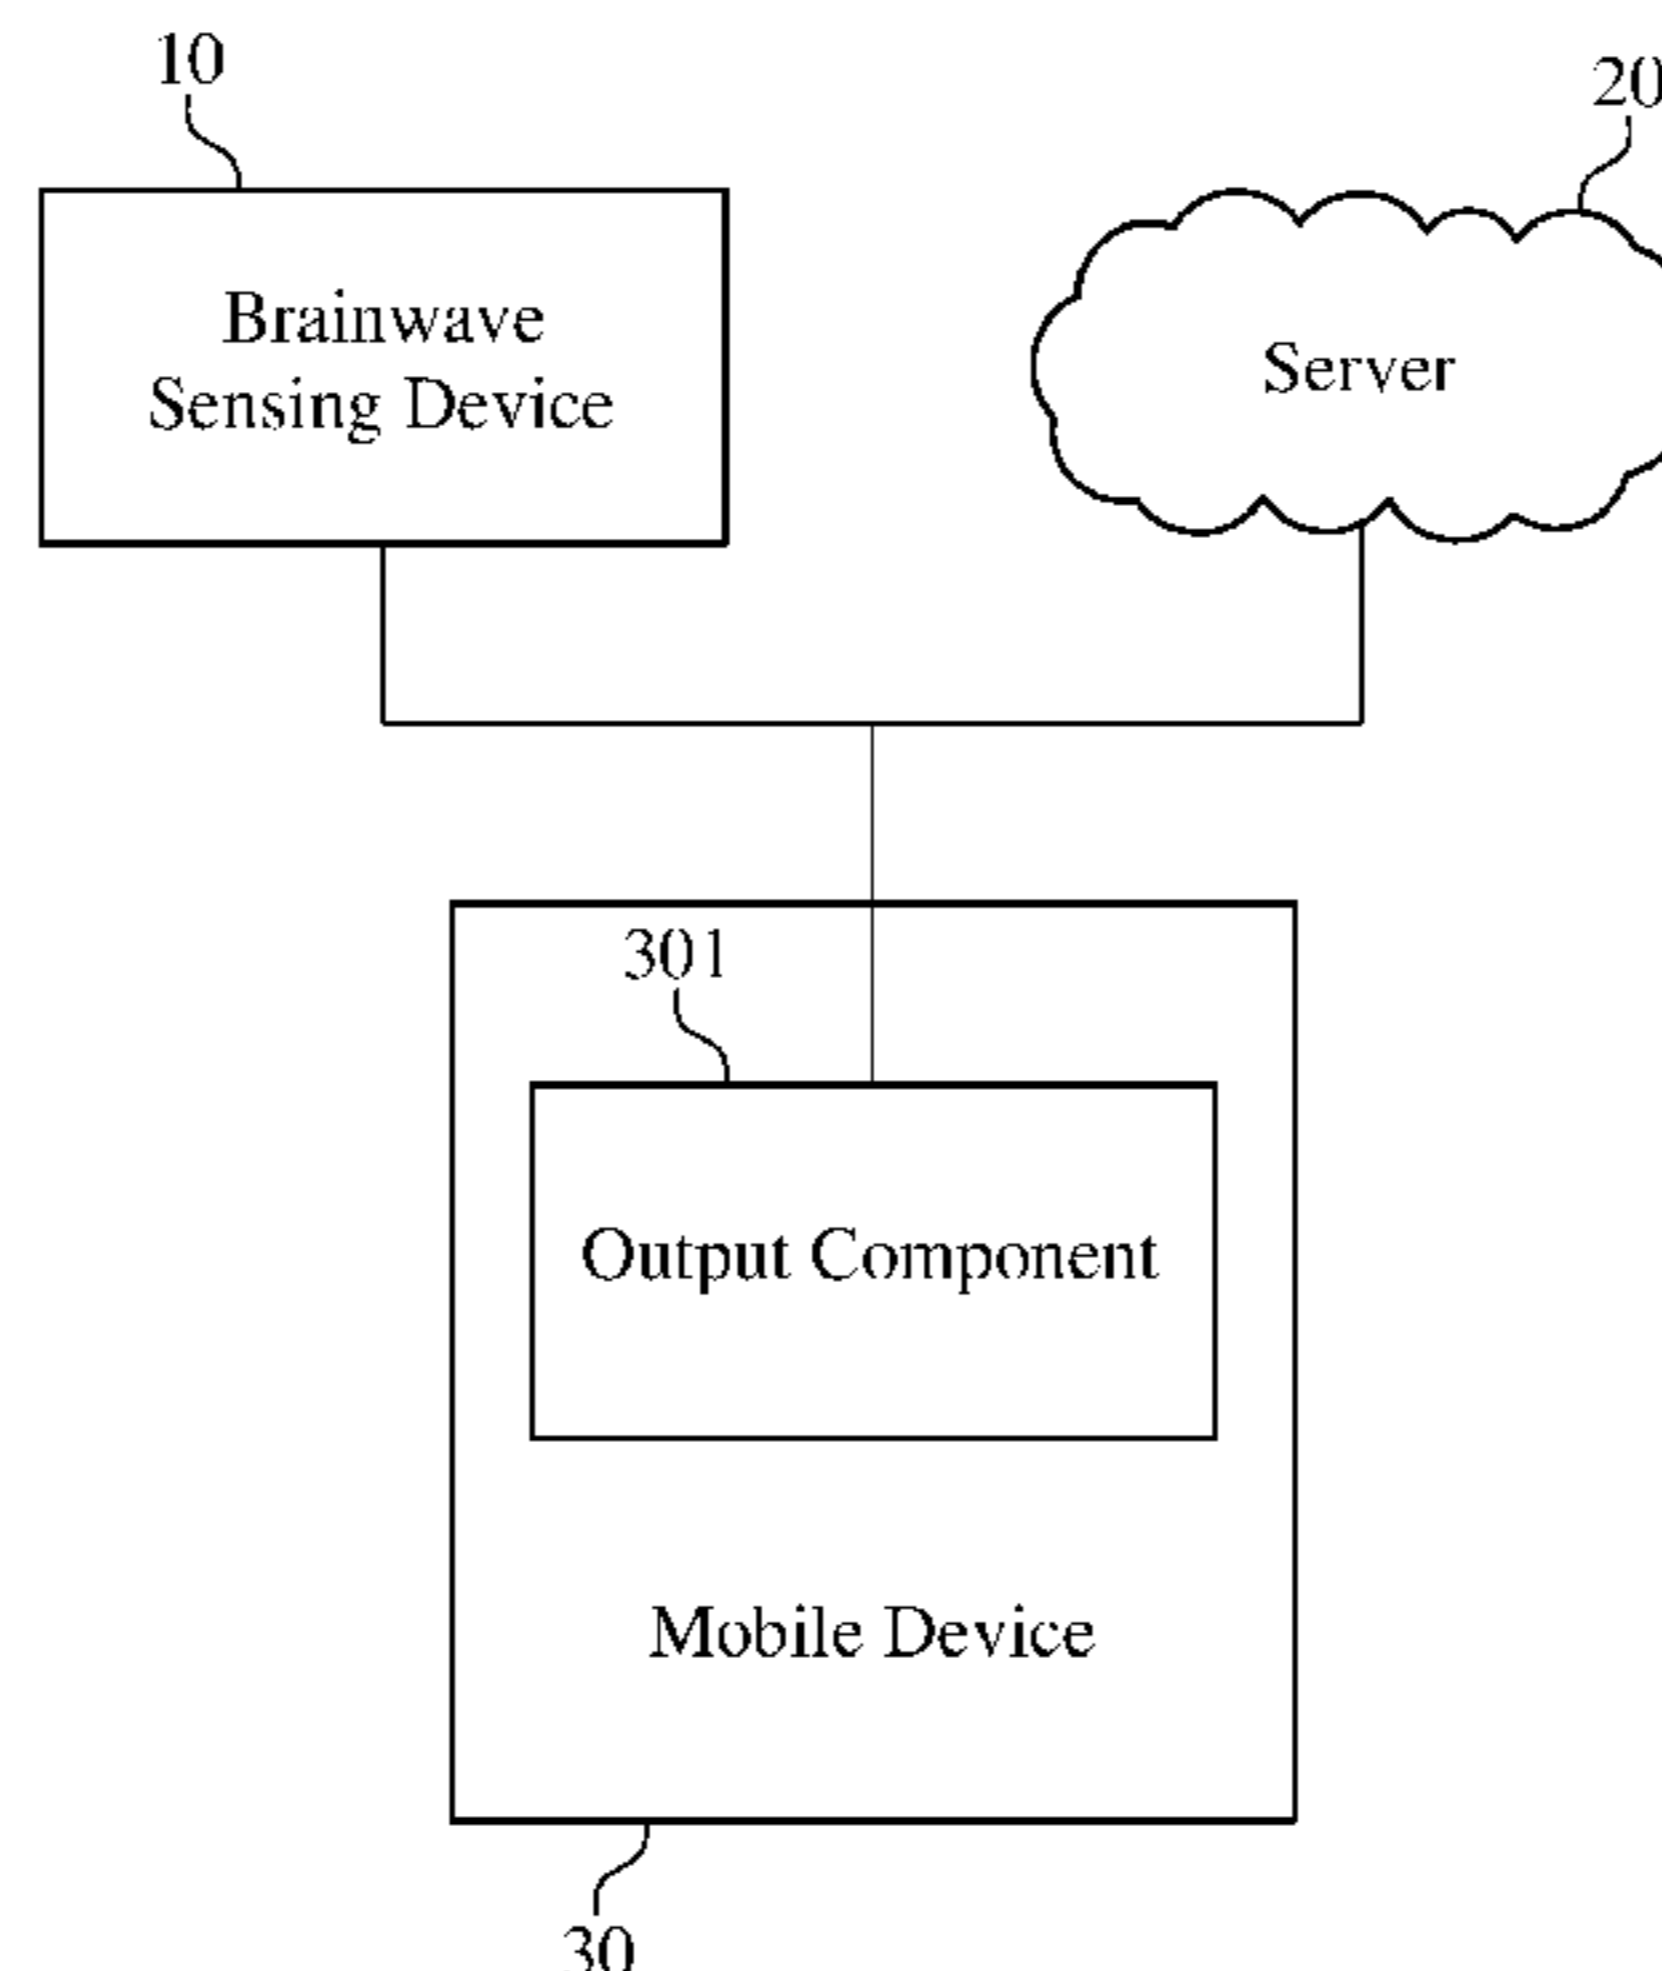 10
20
Brainwave
Sensing Device
Server
301
Output Component
Mobile Device
30